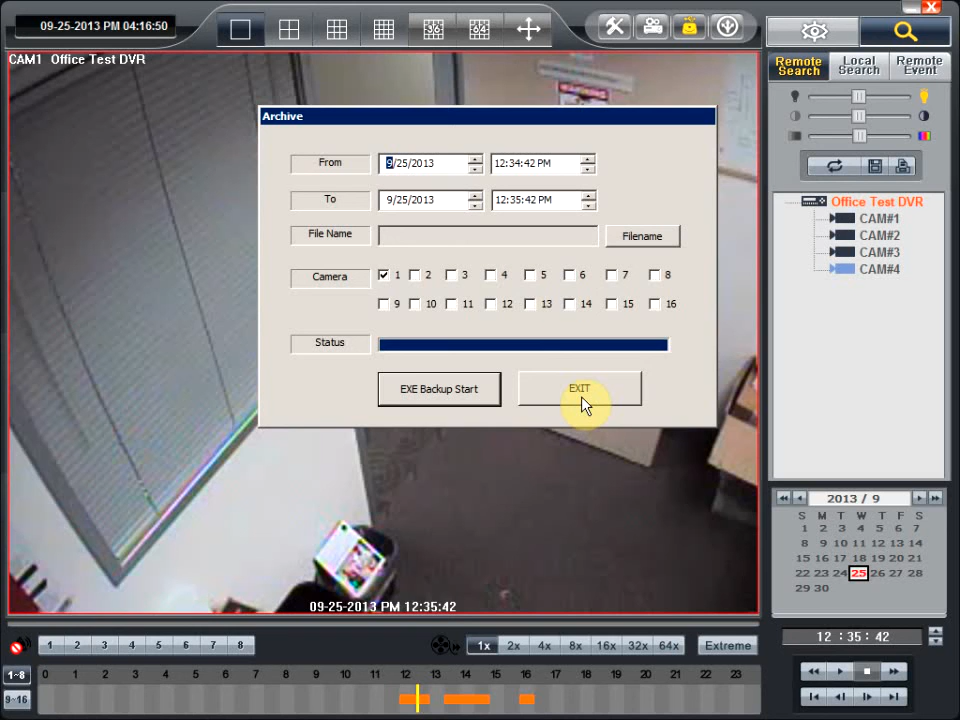 09-25-2013 PM 04:16:50
36
64
CAM1 Office Test DVR
Remote Search
Local Search
Remote Event
Archive
From
9/25/2013
12:34:42 PM
To
9/25/2013
12:35:42 PM
File Name
Filename
Camera
1 2 3 4 5 6 7 8
9 10 11 12 13 14 15 16
Status
EXE Backup Start
EXIT
Office Test DVR
CAM#1
CAM#2
CAM#3
CAM#4
2013 / 9
S M T W T F S
1 2 3 4 5 6 7
8 9 10 11 12 13 14
15 16 17 18 19 20 21
22 23 24 25 26 27 28
29 30
09-25-2013 PM 12:35:42
1 2 3 4 5 6 7 8
1x 2x 4x 8x 16x 32x 64x
Extreme
12 : 35 : 42
1~8
0 1 2 3 4 5 6 7 8 9 10 11 12 13 14 15 16 17 18 19 20 21 22 23
9~16